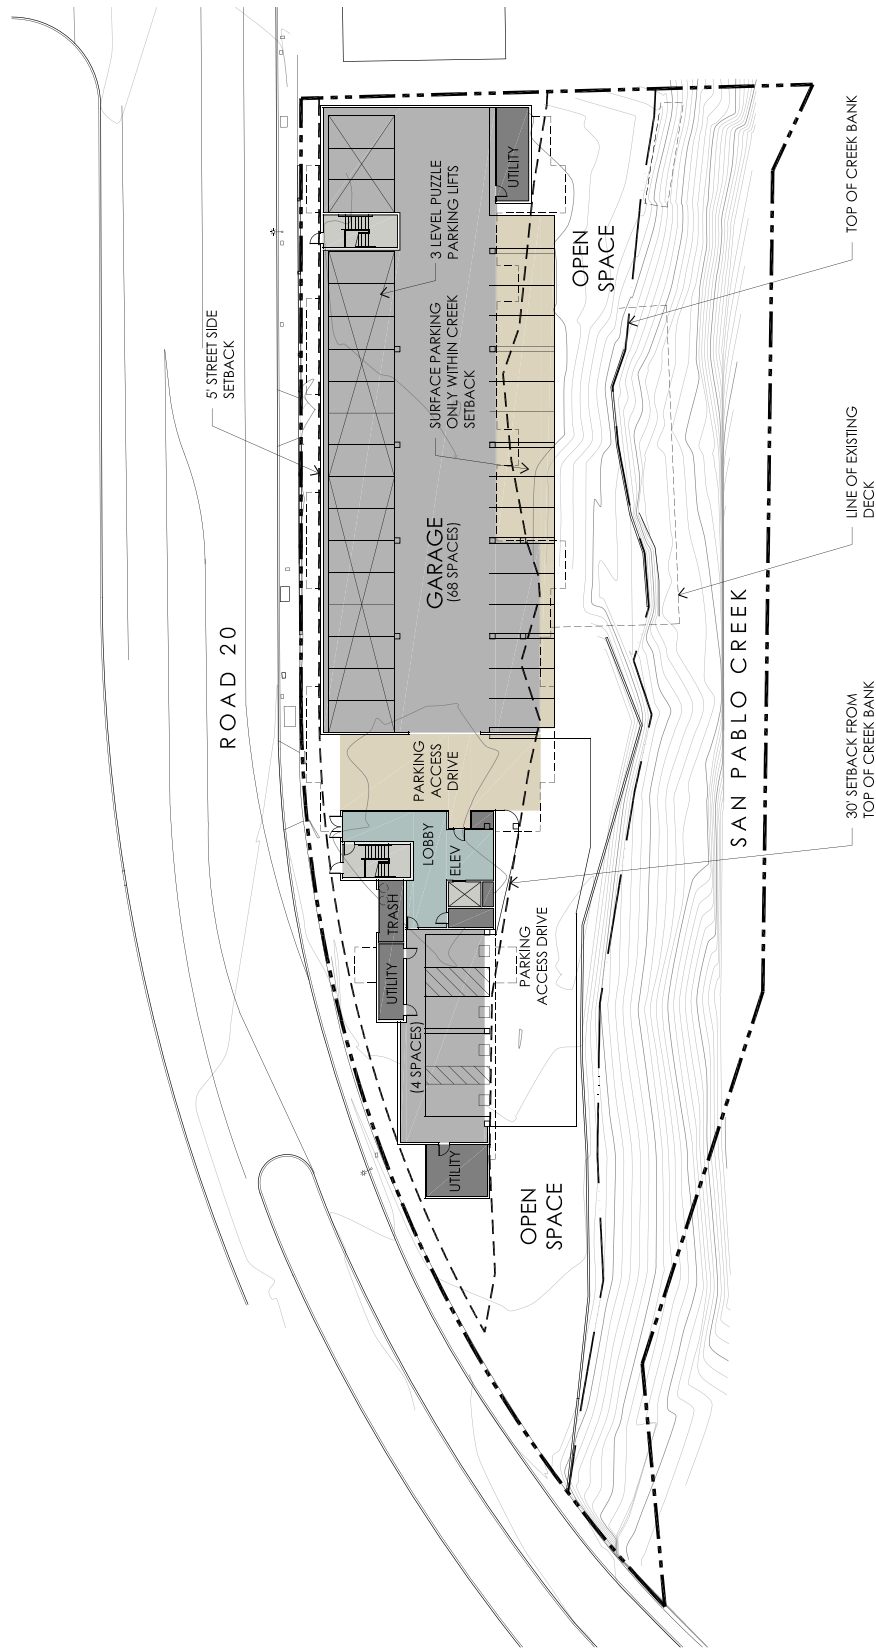 UTILITY
3 LEVEL PUZZLE
PARKING LIFTS
OPEN
SPACE
TOP OF CREEK BANK
5' STREET SIDE
SETBACK
SURFACE PARKING
ONLY WITHIN CREEK
SETBACK
LINE OF EXISTING
DECK
GARAGE
(68 SPACES)
ROAD 20
SAN PABLO CREEK
30' SETBACK FROM
TOP OF CREEK BANK
PARKING
ACCESS
DRIVE
LOBBY
ELEV
TRASH
UTILITY
PARKING
ACCESS DRIVE
(4 SPACES)
UTILITY
OPEN
SPACE